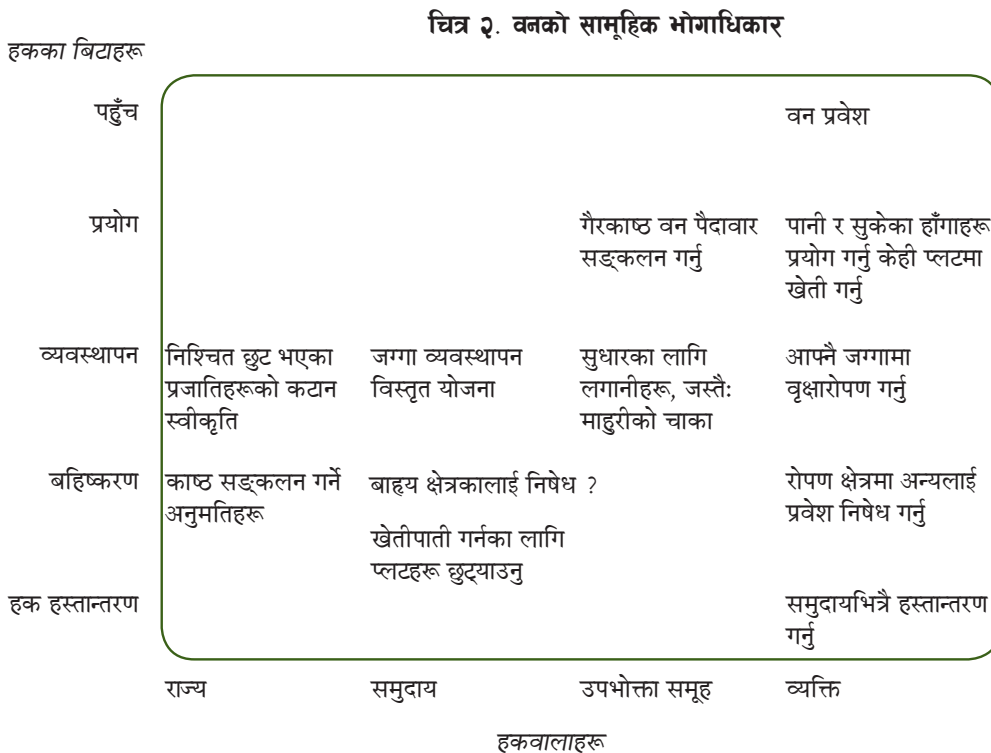 चित्र २. वनको सामूहिक भोगाधिकार
हकका बिटाहरू
पहुँच
वन प्रवेश
प्रयोग
गैरकाष्ठ वन पैदावार
सङ्कलन गर्नु
पानी र सुकेका हाँगाहरू
प्रयोग गर्नु केही प्लटमा
खेती गर्नु
व्यवस्थापन
निश्चित छुट भएका
प्रजातिहरूको कटान
स्वीकृति
जग्गा व्यवस्थापन
विस्तृत योजना
सुधारका लागि
लगानीहरू, जस्तैः
माहुरीको चाका
आफ्नै जग्गामा
वृक्षारोपण गर्नु
बहिष्करण
काष्ठ सङ्कलन गर्ने
अनुमतिहरू
बाहृय क्षेत्रकालाई निषेध ?
खेतीपाती गर्नका लागि
प्लटहरू छुट्याउनु
रोपण क्षेत्रमा अन्यलाई
प्रवेश निषेध गर्नु
हक हस्तान्तरण
समुदायभित्रै हस्तान्तरण
गर्नु
राज्य
समुदाय
उपभोक्ता समूह
व्यक्ति
हकवालाहरू